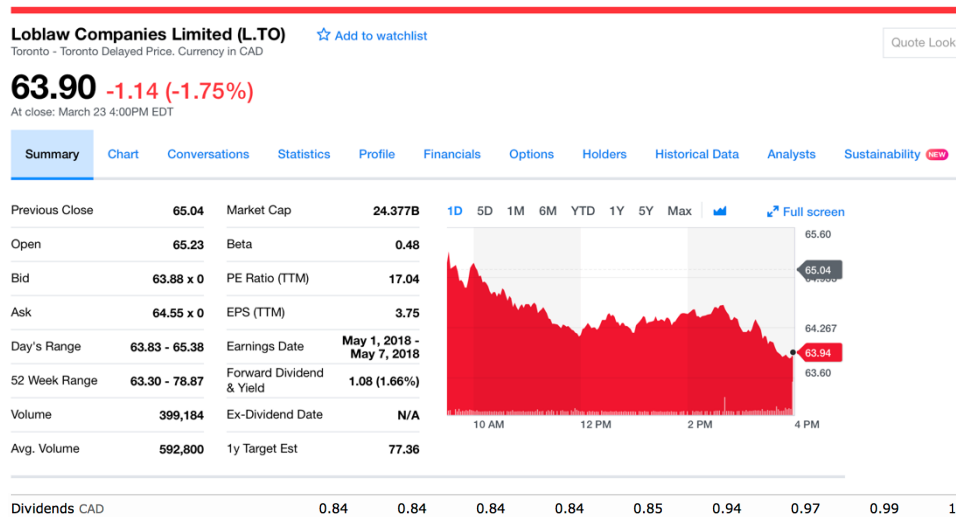 Loblaw Companies Limited (L.TO)
Add to watchlist
Toronto - Toronto Delayed Price. Currency in CAD
Quote Look
63.90 -1.14 (-1.75%)
At close: March 23 4:00PM EDT
Summary Chart Conversations Statistics Profile Financials Options Holders Historical Data Analysts Sustainability NEW
Previous Close 65.04
Open 65.23
Bid 63.88 x 0
Ask 64.55 x 0
Day's Range 63.83 - 65.38
52 Week Range 63.30 - 78.87
Volume 399,184
Avg. Volume 592,800
Market Cap 24.377B
Beta 0.48
PE Ratio (TTM) 17.04
EPS (TTM) 3.75
Earnings Date May 1, 2018 -
May 7, 2018
Forward Dividend
& Yield 1.08 (1.66%)
Ex-Dividend Date N/A
1y Target Est 77.36
1D 5D 1M 6M YTD 1Y 5Y Max Full screen
65.60
65.04
64.267
63.94
63.60
10 AM 12 PM 2 PM 4 PM
Dividends CAD 0.84 0.84 0.84 0.84 0.85 0.94 0.97 0.99 1